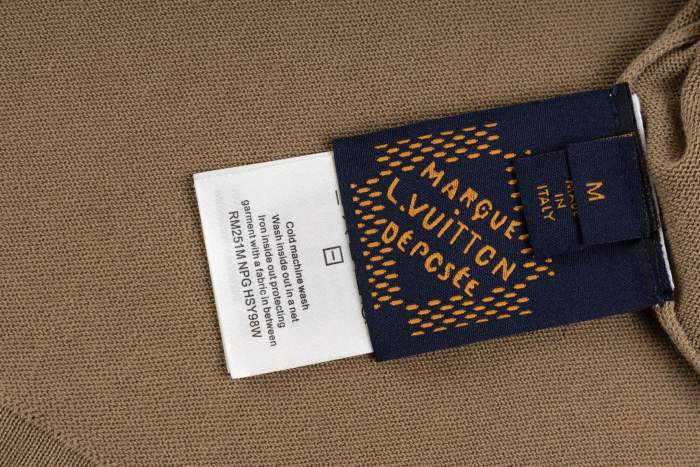 MARQUE
L.VUITTON
DÉPOSÉE
M
MADE
IN
ITALY
Cold machine wash
Wash inside out in a net
Iron inside out protecting
garment with a fabric in between
RM251M NPG HSY98W